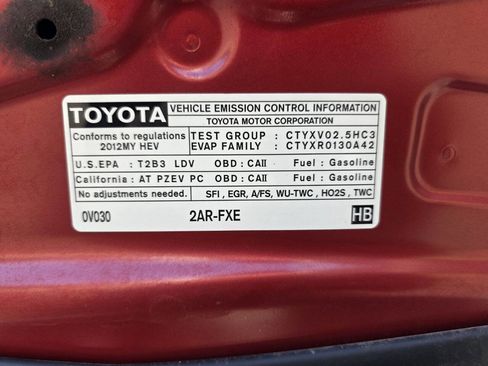 TOYOTA VEHICLE EMISSION CONTROL INFORMATION
TOYOTA MOTOR CORPORATION
Conforms to regulations
2012MY HEV
TEST GROUP : CTYXV02.5HC3
EVAP FAMILY : CTYXR0130A42
U.S.EPA : T2B3 LDV OBD : CAII Fuel : Gasoline
California : AT PZEV PC OBD : CAII Fuel : Gasoline
No adjustments needed.
SFI , EGR, A/FS, WU-TWC , HO2S , TWC
0V030 2AR-FXE HB